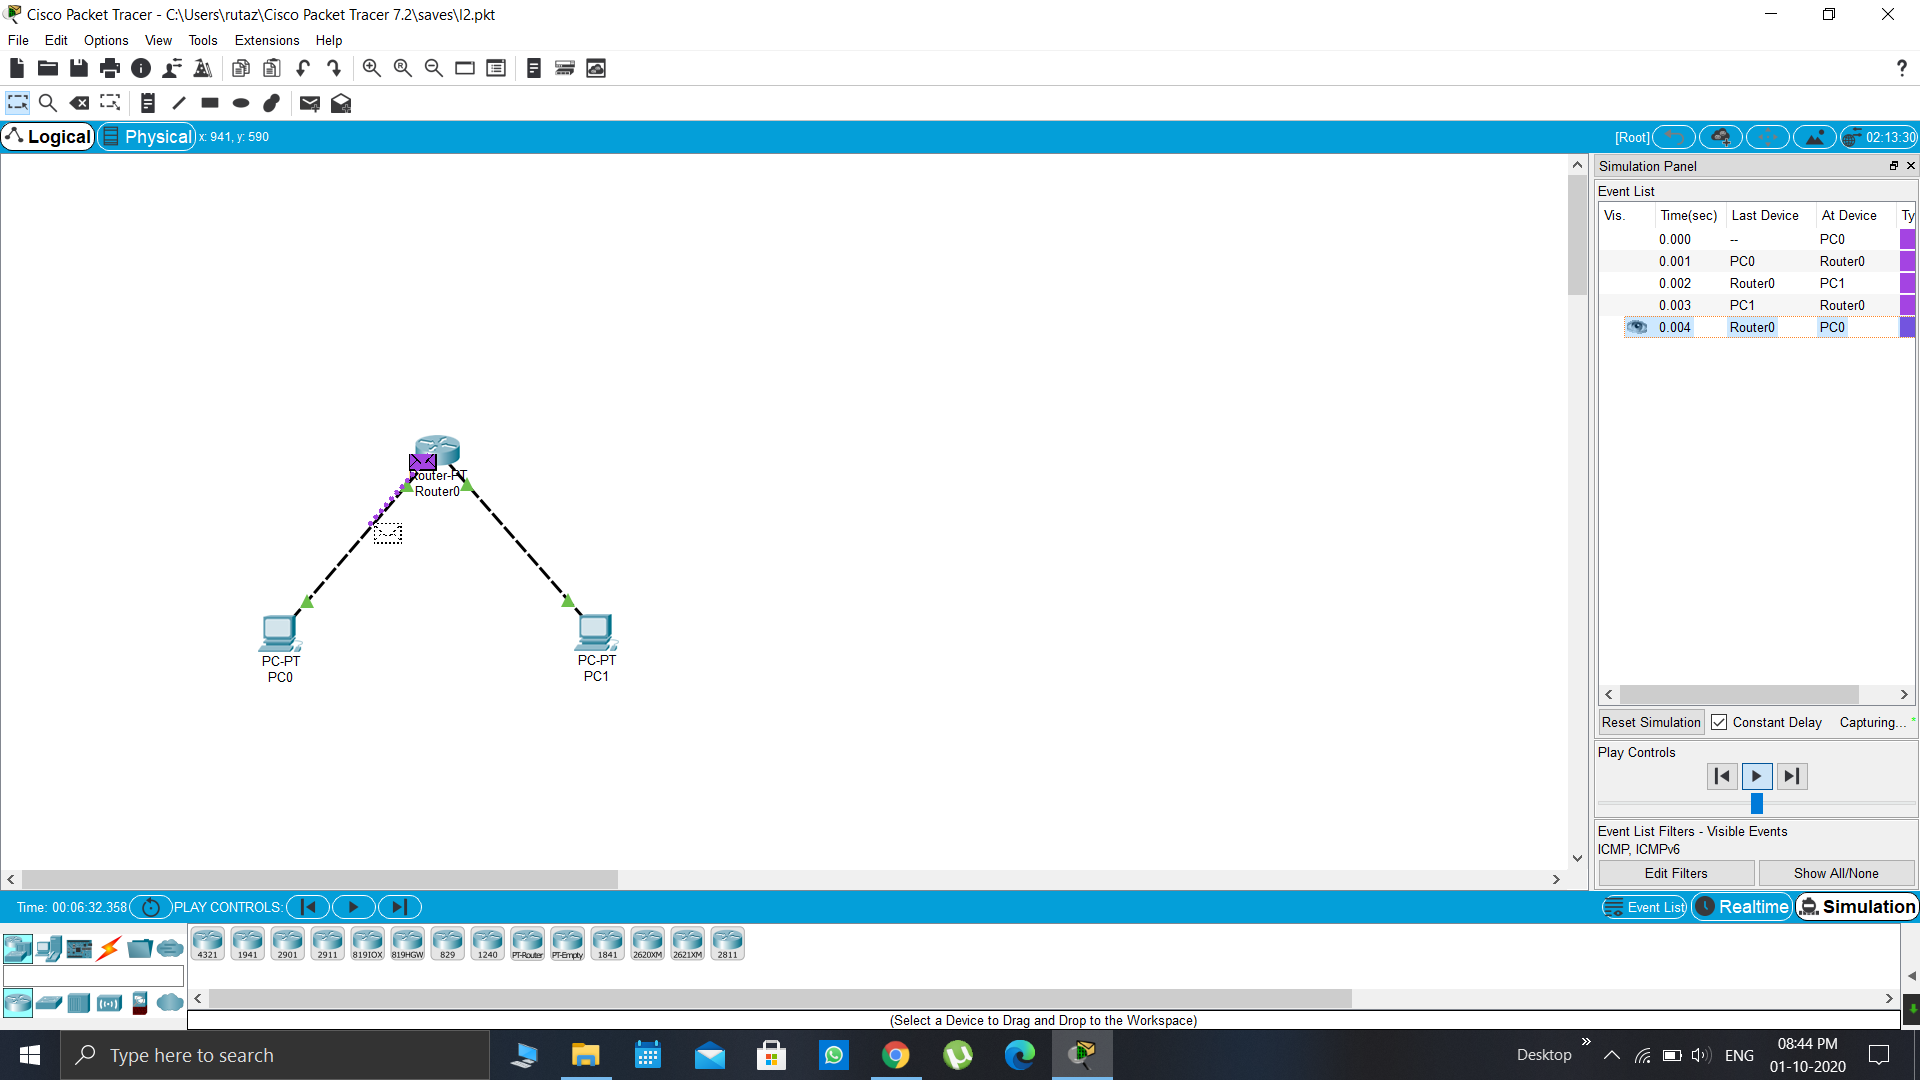 Cisco Packet Tracer - C:\Users\rutaz\Cisco Packet Tracer 7.2\saves\l2.pkt
File Edit Options View Tools Extensions Help
?
Logical Physical x: 941, y: 590 [Root] 02:13:30
Simulation Panel
Event List
Vis. Time(sec) Last Device At Device Ty
0.000 -- PC0
0.001 PC0 Router0
0.002 Router0 PC1
0.003 PC1 Router0
0.004 Router0 PC0
Router-PT
Router0
PC-PT
PC0
PC-PT
PC1
Reset Simulation Constant Delay Capturing... *
Play Controls
Event List Filters - Visible Events
ICMP, ICMPv6
Edit Filters Show All/None
Time: 00:06:32.358 PLAY CONTROLS: Event List Realtime Simulation
4321 1941 2901 2911 819IOX 819HGW 829 1240 PT-Router PT-Empty 1841 2620XM 2621XM 2811
(Select a Device to Drag and Drop to the Workspace)
Type here to search
Desktop ENG 08:44 PM
01-10-2020